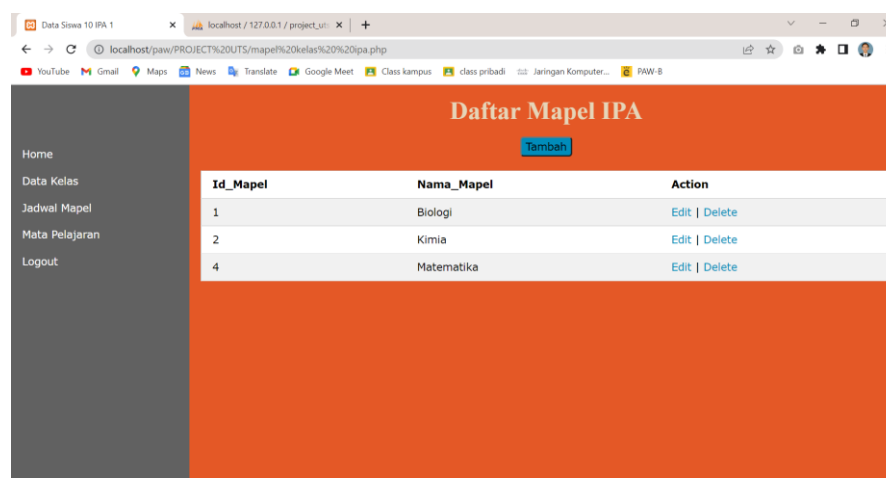 Data Siswa 10 IPA 1
localhost / 127.0.0.1 / project_ut
localhost/paw/PROJECT%20UTS/mapel%20kelas%20%20ipa.php
YouTube Gmail Maps News Translate Google Meet Class kampus class pribadi Jaringan Komputer... PAW-B
Daftar Mapel IPA
Tambah
Home
Data Kelas
Jadwal Mapel
Mata Pelajaran
Logout
Id_Mapel Nama_Mapel Action
1 Biologi Edit | Delete
2 Kimia Edit | Delete
4 Matematika Edit | Delete